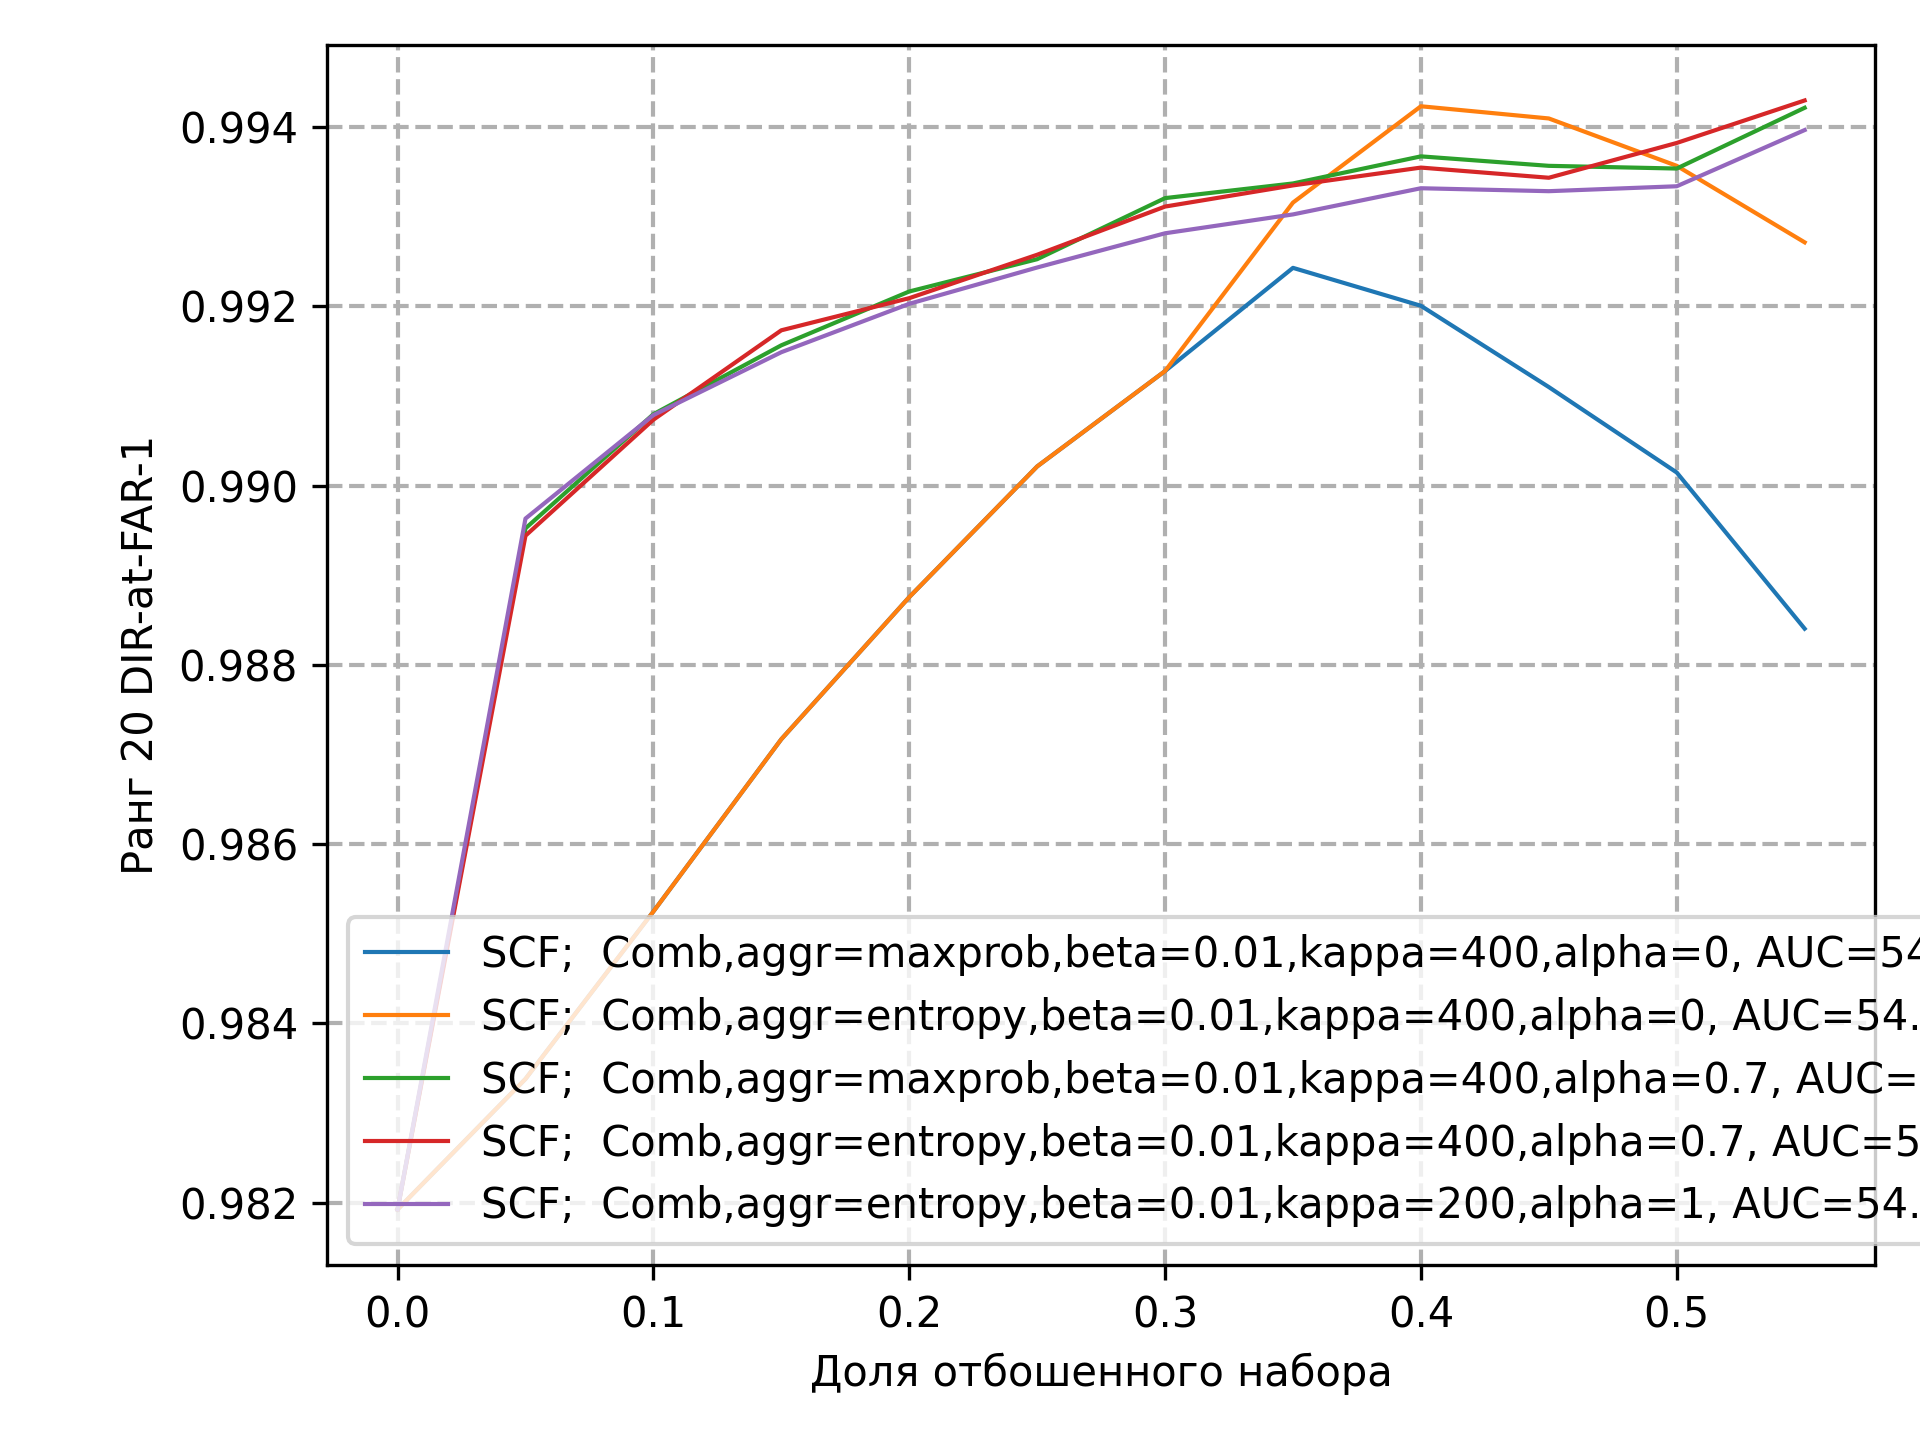 0.994
0.992
0.990
0.988
0.986
0.984
0.982
Ранг 20 DIR-at-FAR-1
SCF;  Comb,aggr=maxprob,beta=0.01,kappa=400,alpha=0, AUC=54
SCF;  Comb,aggr=entropy,beta=0.01,kappa=400,alpha=0, AUC=54.
SCF;  Comb,aggr=maxprob,beta=0.01,kappa=400,alpha=0.7, AUC=
SCF;  Comb,aggr=entropy,beta=0.01,kappa=400,alpha=0.7, AUC=5
SCF;  Comb,aggr=entropy,beta=0.01,kappa=200,alpha=1, AUC=54.
0.0 0.1 0.2 0.3 0.4 0.5
Доля отбошенного набора